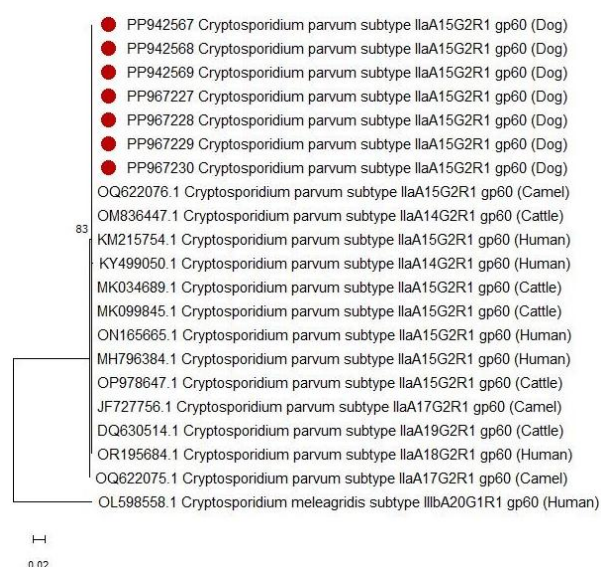 PP942567 Cryptosporidium parvum subtype IIaA15G2R1 gp60 (Dog)
PP942568 Cryptosporidium parvum subtype IIaA15G2R1 gp60 (Dog)
PP942569 Cryptosporidium parvum subtype IIaA15G2R1 gp60 (Dog)
PP967227 Cryptosporidium parvum subtype IIaA15G2R1 gp60 (Dog)
PP967228 Cryptosporidium parvum subtype IIaA15G2R1 gp60 (Dog)
PP967229 Cryptosporidium parvum subtype IIaA15G2R1 gp60 (Dog)
PP967230 Cryptosporidium parvum subtype IIaA15G2R1 gp60 (Dog)
OQ622076.1 Cryptosporidium parvum subtype IIaA15G2R1 gp60 (Camel)
OM836447.1 Cryptosporidium parvum subtype IIaA14G2R1 gp60 (Cattle)
83
KM215754.1 Cryptosporidium parvum subtype IIaA15G2R1 gp60 (Human)
KY499050.1 Cryptosporidium parvum subtype IIaA14G2R1 gp60 (Human)
MK034689.1 Cryptosporidium parvum subtype IIaA15G2R1 gp60 (Cattle)
MK099845.1 Cryptosporidium parvum subtype IIaA15G2R1 gp60 (Cattle)
ON165665.1 Cryptosporidium parvum subtype IIaA15G2R1 gp60 (Human)
MH796384.1 Cryptosporidium parvum subtype IIaA15G2R1 gp60 (Human)
OP978647.1 Cryptosporidium parvum subtype IIaA15G2R1 gp60 (Cattle)
JF727756.1 Cryptosporidium parvum subtype IIaA17G2R1 gp60 (Camel)
DQ630514.1 Cryptosporidium parvum subtype IIaA19G2R1 gp60 (Cattle)
OR195684.1 Cryptosporidium parvum subtype IIaA18G2R1 gp60 (Human)
OQ622075.1 Cryptosporidium parvum subtype IIaA17G2R1 gp60 (Camel)
OL598558.1 Cryptosporidium meleagridis subtype IIIbA20G1R1 gp60 (Human)
0.02